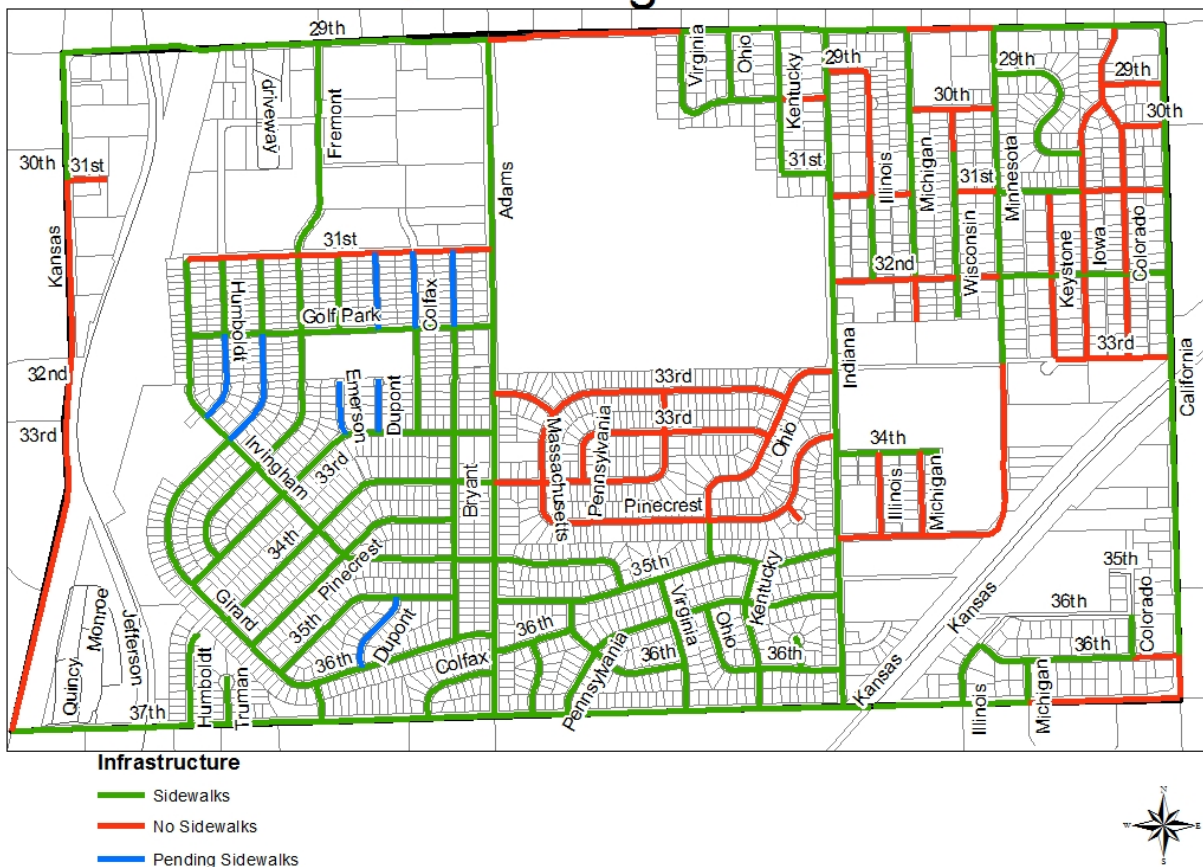 g
29th
Virginia
Ohio
Kentucky
29th
29th
29th
driveway
Fremont
30th
30th
30th
31st
31st
31st
Kansas
Adams
Illinois
Michigan
Minnesota
Wisconsin
Keystone
Iowa
Colorado
31st
32nd
Humboldt
Golf Park
Colfax
Indiana
33rd
California
32nd
33rd
Emerson
Dupont
33rd
33rd
Massachusetts
Pennsylvania
Ohio
34th
Irvingham
33rd
Bryant
Illinois
Michigan
Pinecrest
34th
Pinecrest
35th
35th
Girard
35th
Virginia
Kentucky
Kansas
36th
Colorado
Monroe
Jefferson
Quincy
36th
Dupont
36th
Colfax
Pennsylvania
36th
Ohio
36th
36th
Kansas
Humboldt
Truman
37th
Illinois
Michigan
Infrastructure
Sidewalks
No Sidewalks
Pending Sidewalks
N
W
E
S